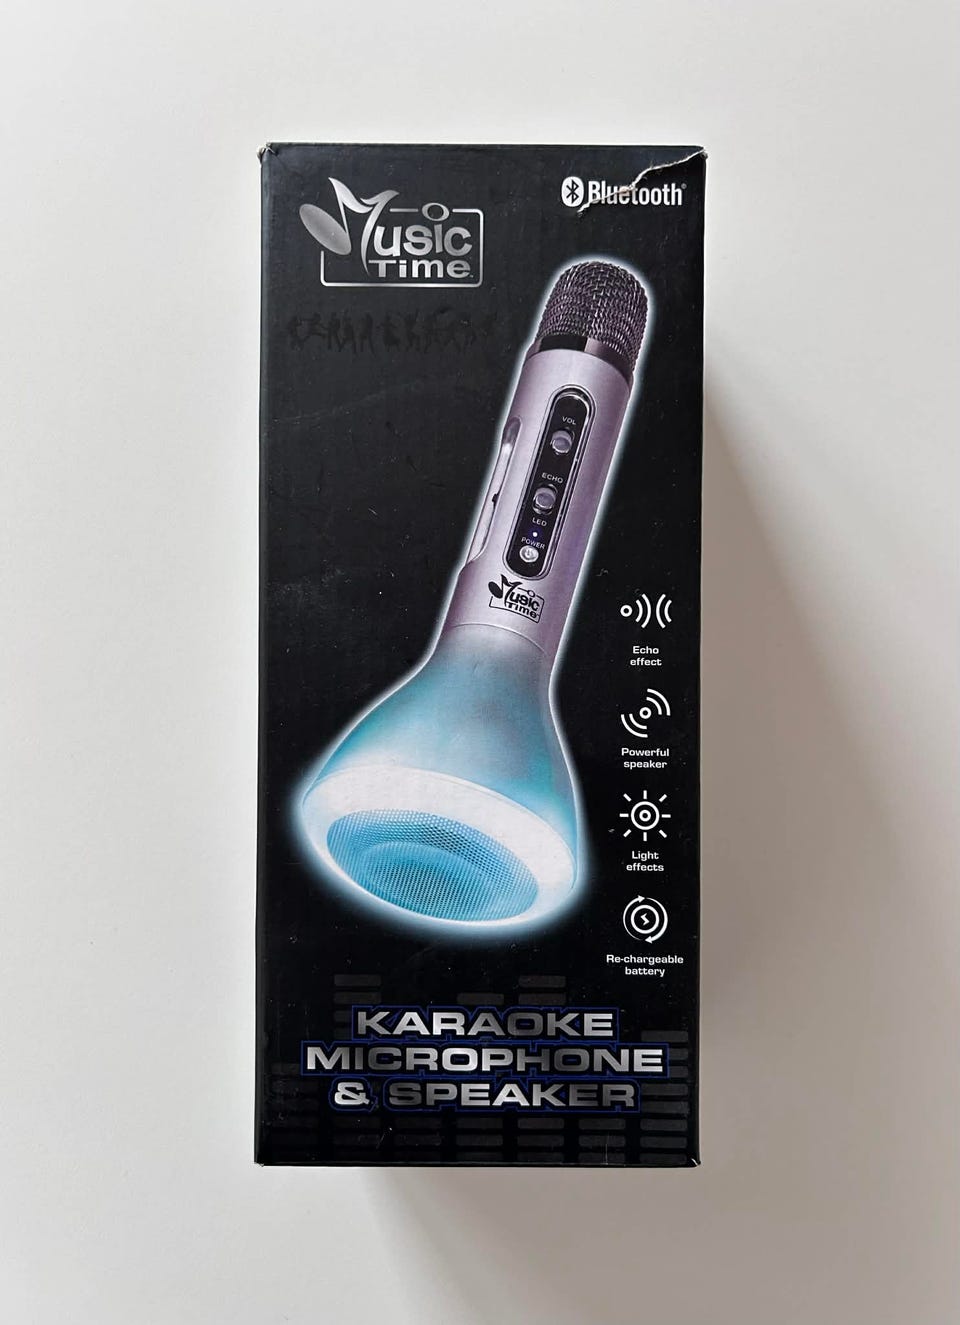 Music
Time
Bluetooth®
VOL
ECHO
LED
POWER
Music
Time
Echo
effect
Powerful
speaker
Light
effects
Re-chargeable
battery
KARAOKE
MICROPHONE
& SPEAKER